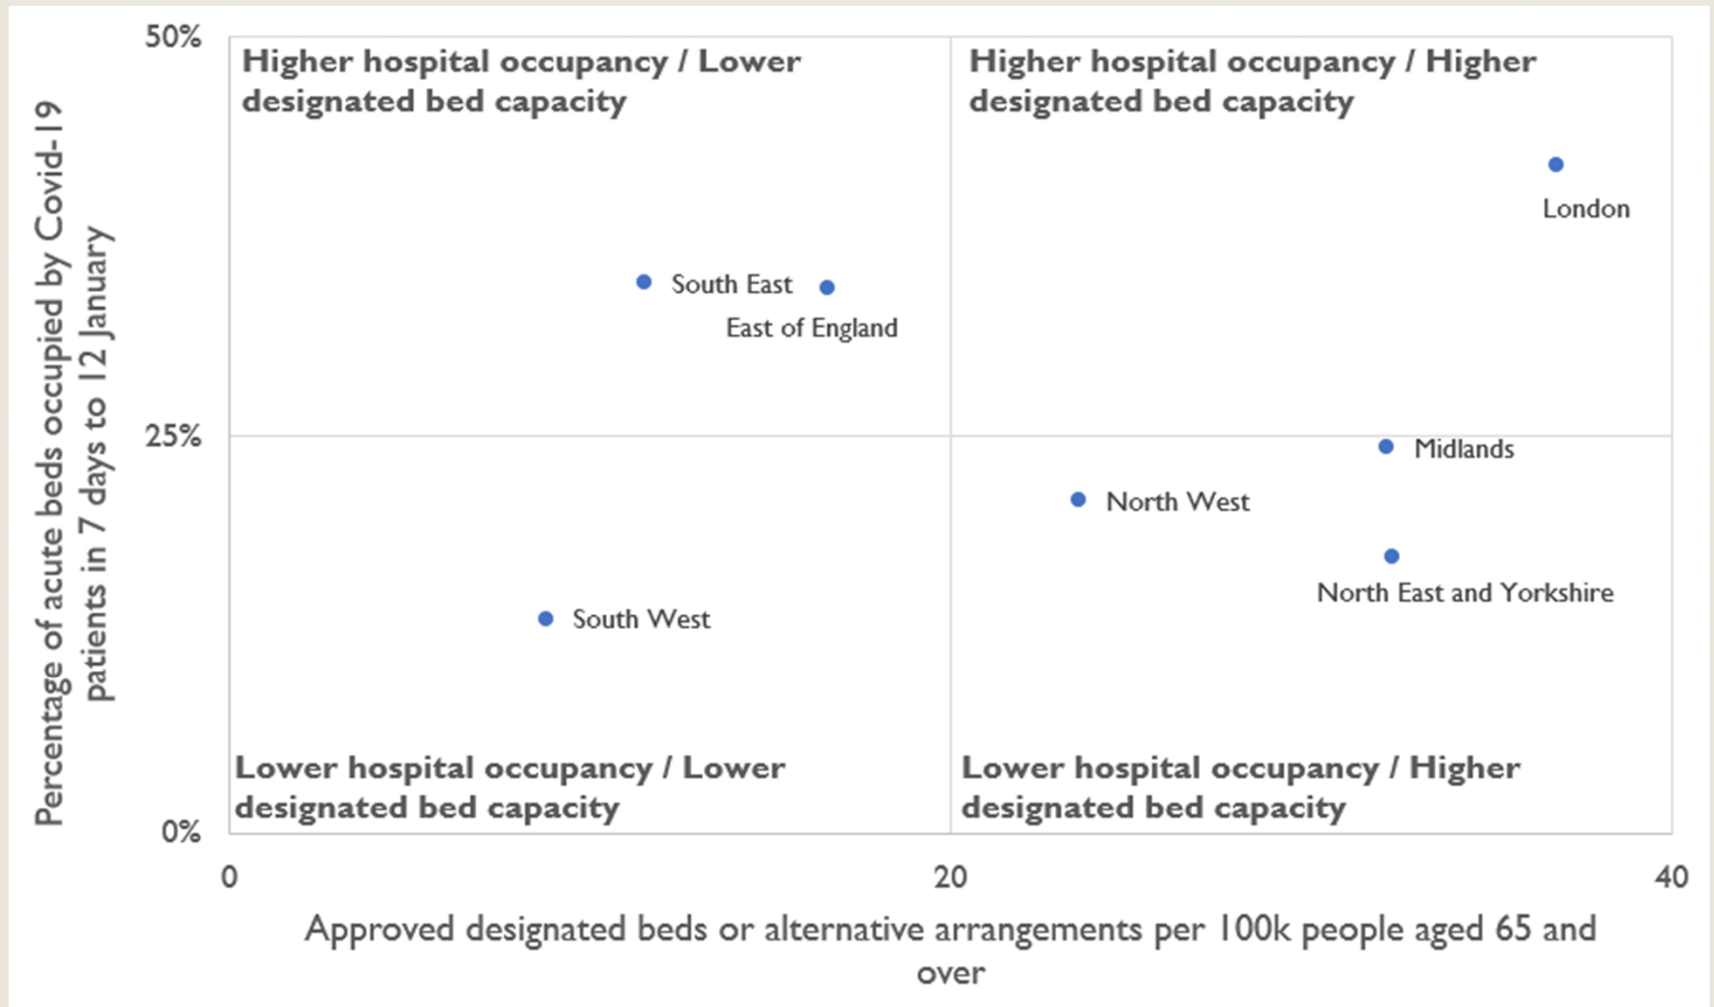 50%
Higher hospital occupancy / Lower
designated bed capacity
Higher hospital occupancy / Higher
designated bed capacity
London
South East
East of England
25%
Midlands
North West
North East and Yorkshire
South West
Lower hospital occupancy / Lower
designated bed capacity
Lower hospital occupancy / Higher
designated bed capacity
0%
0
20
40
Percentage of acute beds occupied by Covid-19
patients in 7 days to 12 January
Approved designated beds or alternative arrangements per 100k people aged 65 and
over